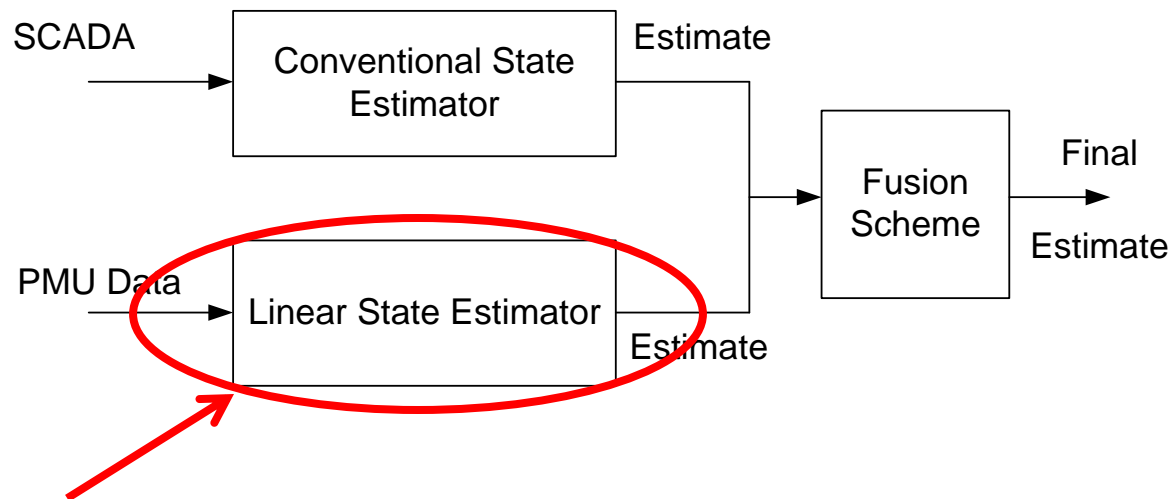 SCADA
Conventional State
Estimator
Estimate
PMU Data
Linear State Estimator
Estimate
Fusion
Scheme
Final
Estimate